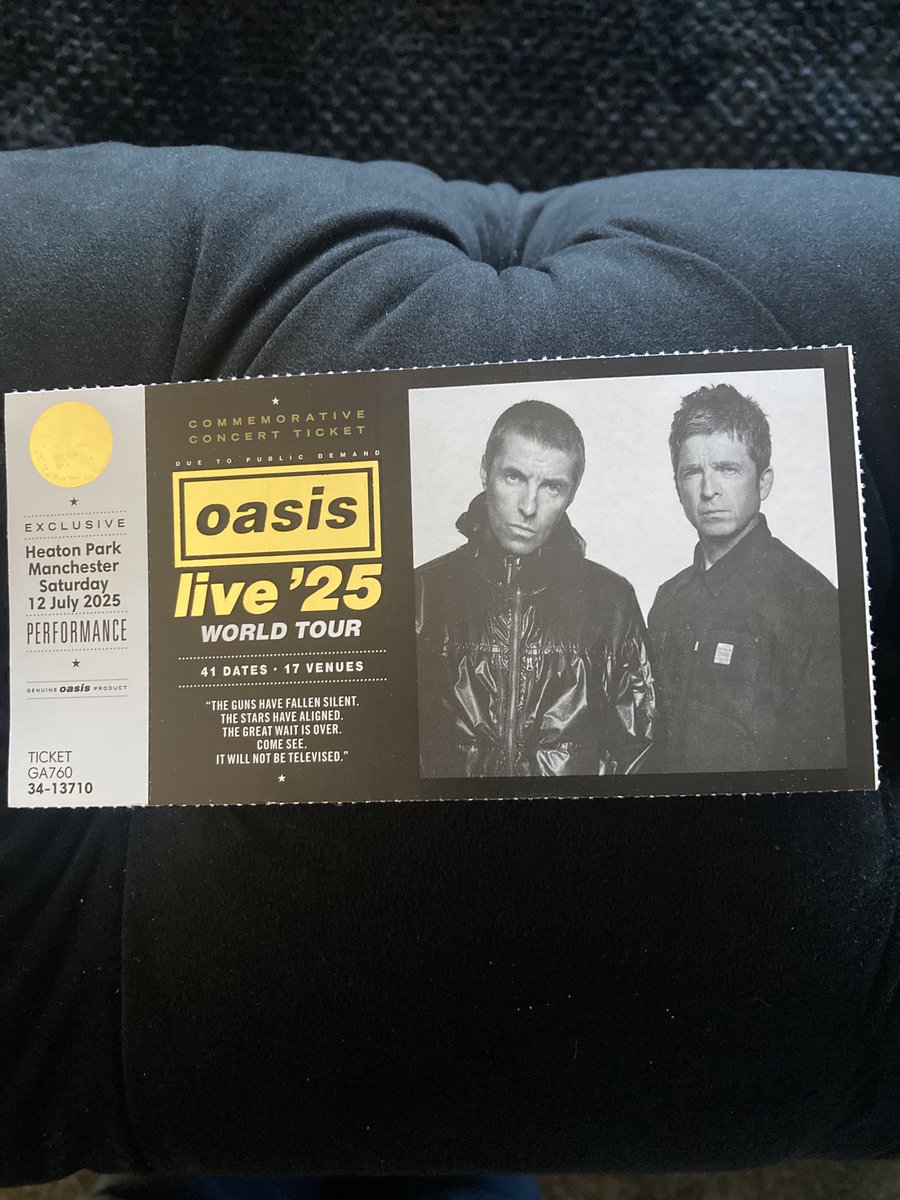 EXCLUSIVE
Heaton Park
Manchester
Saturday
12 July 2025
PERFORMANCE
GENUINE oasis PRODUCT
TICKET
GA760
34-13710
COMMEMORATIVE
CONCERT TICKET
DUE TO PUBLIC DEMAND
oasis
live '25
WORLD TOUR
41 DATES · 17 VENUES
“THE GUNS HAVE FALLEN SILENT.
THE STARS HAVE ALIGNED.
THE GREAT WAIT IS OVER.
COME SEE.
IT WILL NOT BE TELEVISED.”